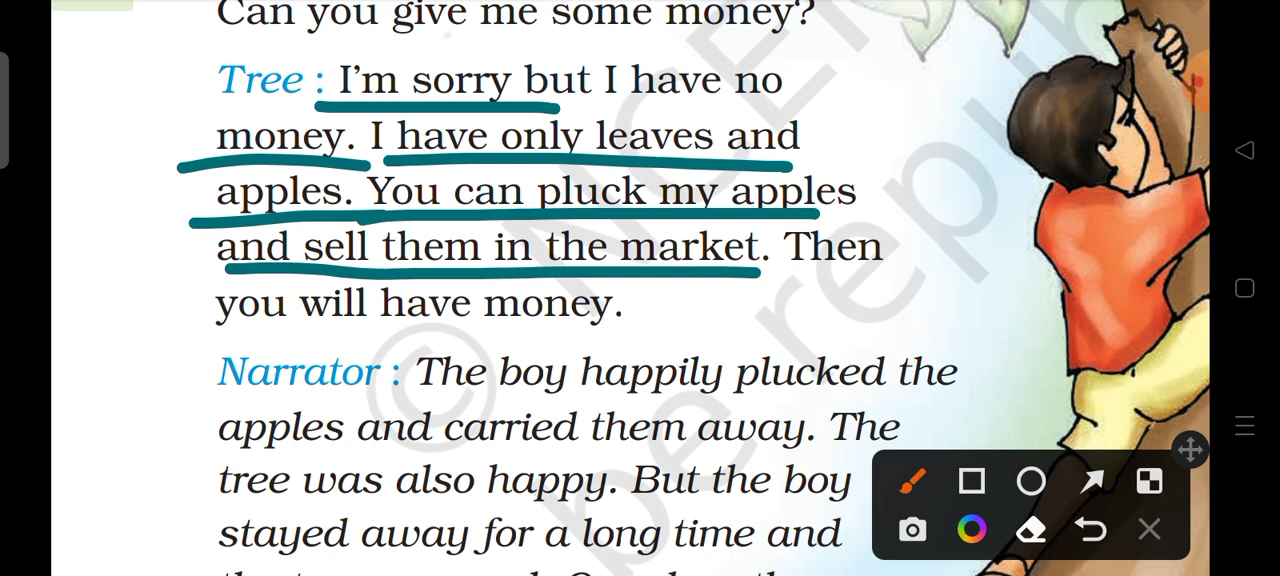 Can you give me some money?
Tree : I'm sorry but I have no
money. I have only leaves and
apples. You can pluck my apples
and sell them in the market. Then
you will have money.
Narrator : The boy happily plucked the
apples and carried them away. The
tree was also happy. But the boy
stayed away for a long time and